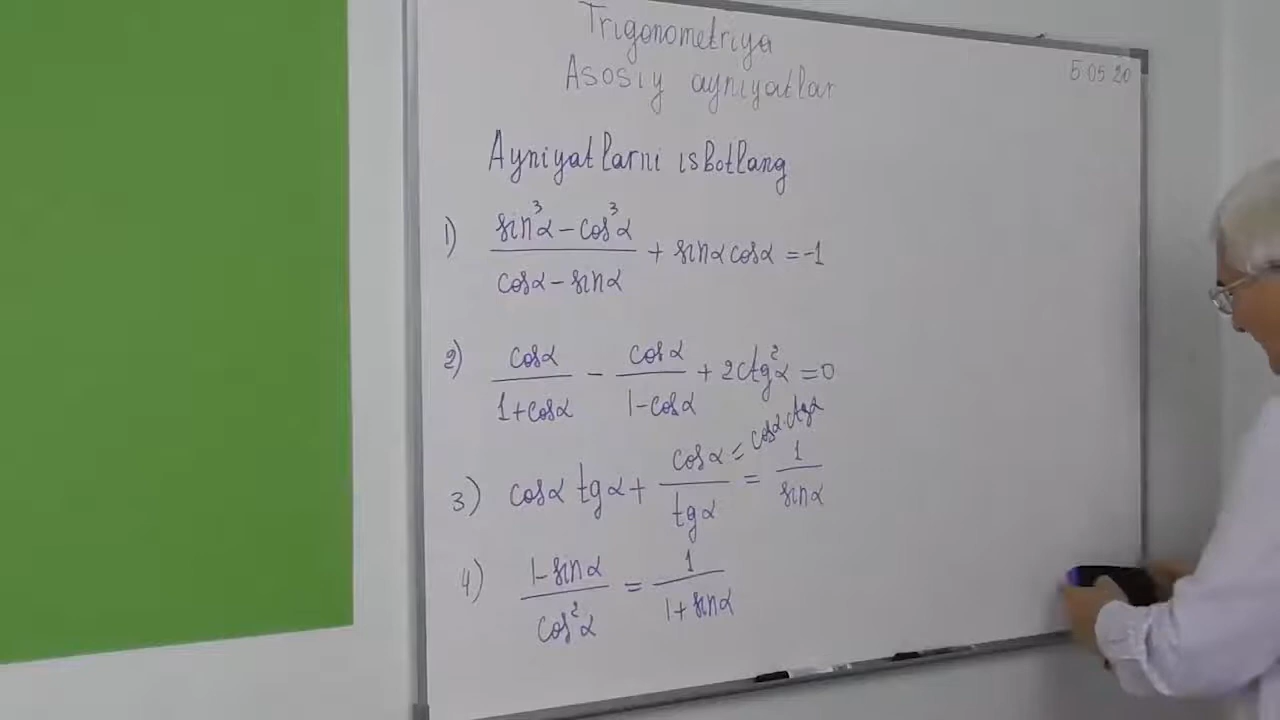 Trigonometriya
Asosiy ayniyatlar
5 05 20
Ayniyatlarni isbotlang
1) (sin³α − cos³α)/(cosα − sinα) + sinα cosα = -1
2) cosα/(1+cosα) − cosα/(1-cosα) + 2ctg²α = 0
3) cosα tgα + cosα/tgα = 1/sinα
= cosα·ctgα
4) (1-sinα)/cos²α = 1/(1+sinα)